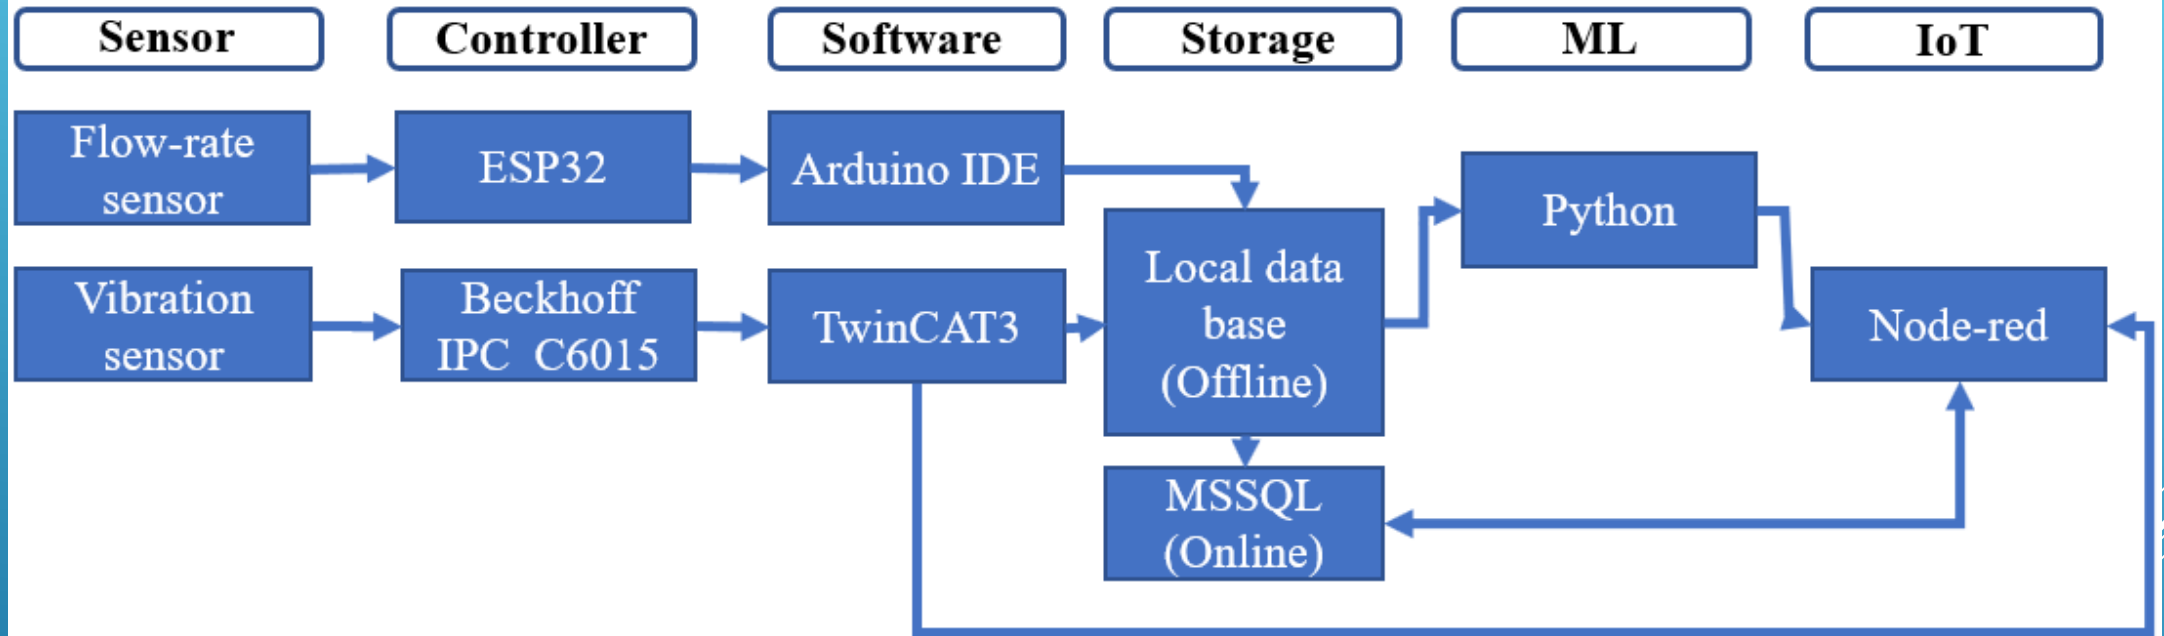 Sensor
Controller
Software
Storage
ML
IoT
Flow-rate
sensor
ESP32
Arduino IDE
Python
Vibration
sensor
Beckhoff
IPC C6015
TwinCAT3
Local data
base
(Offline)
Node-red
MSSQL
(Online)